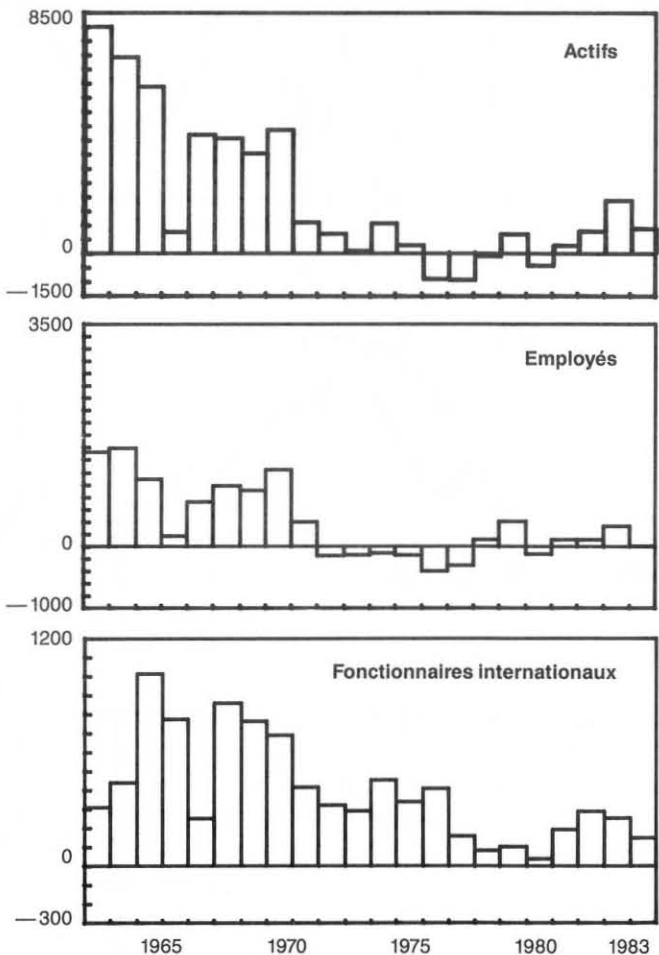 8500
Actifs
0
—1500
3500
Employés
0
—1000
1200
Fonctionnaires internationaux
0
—300
1965 1970 1975 1980 1983